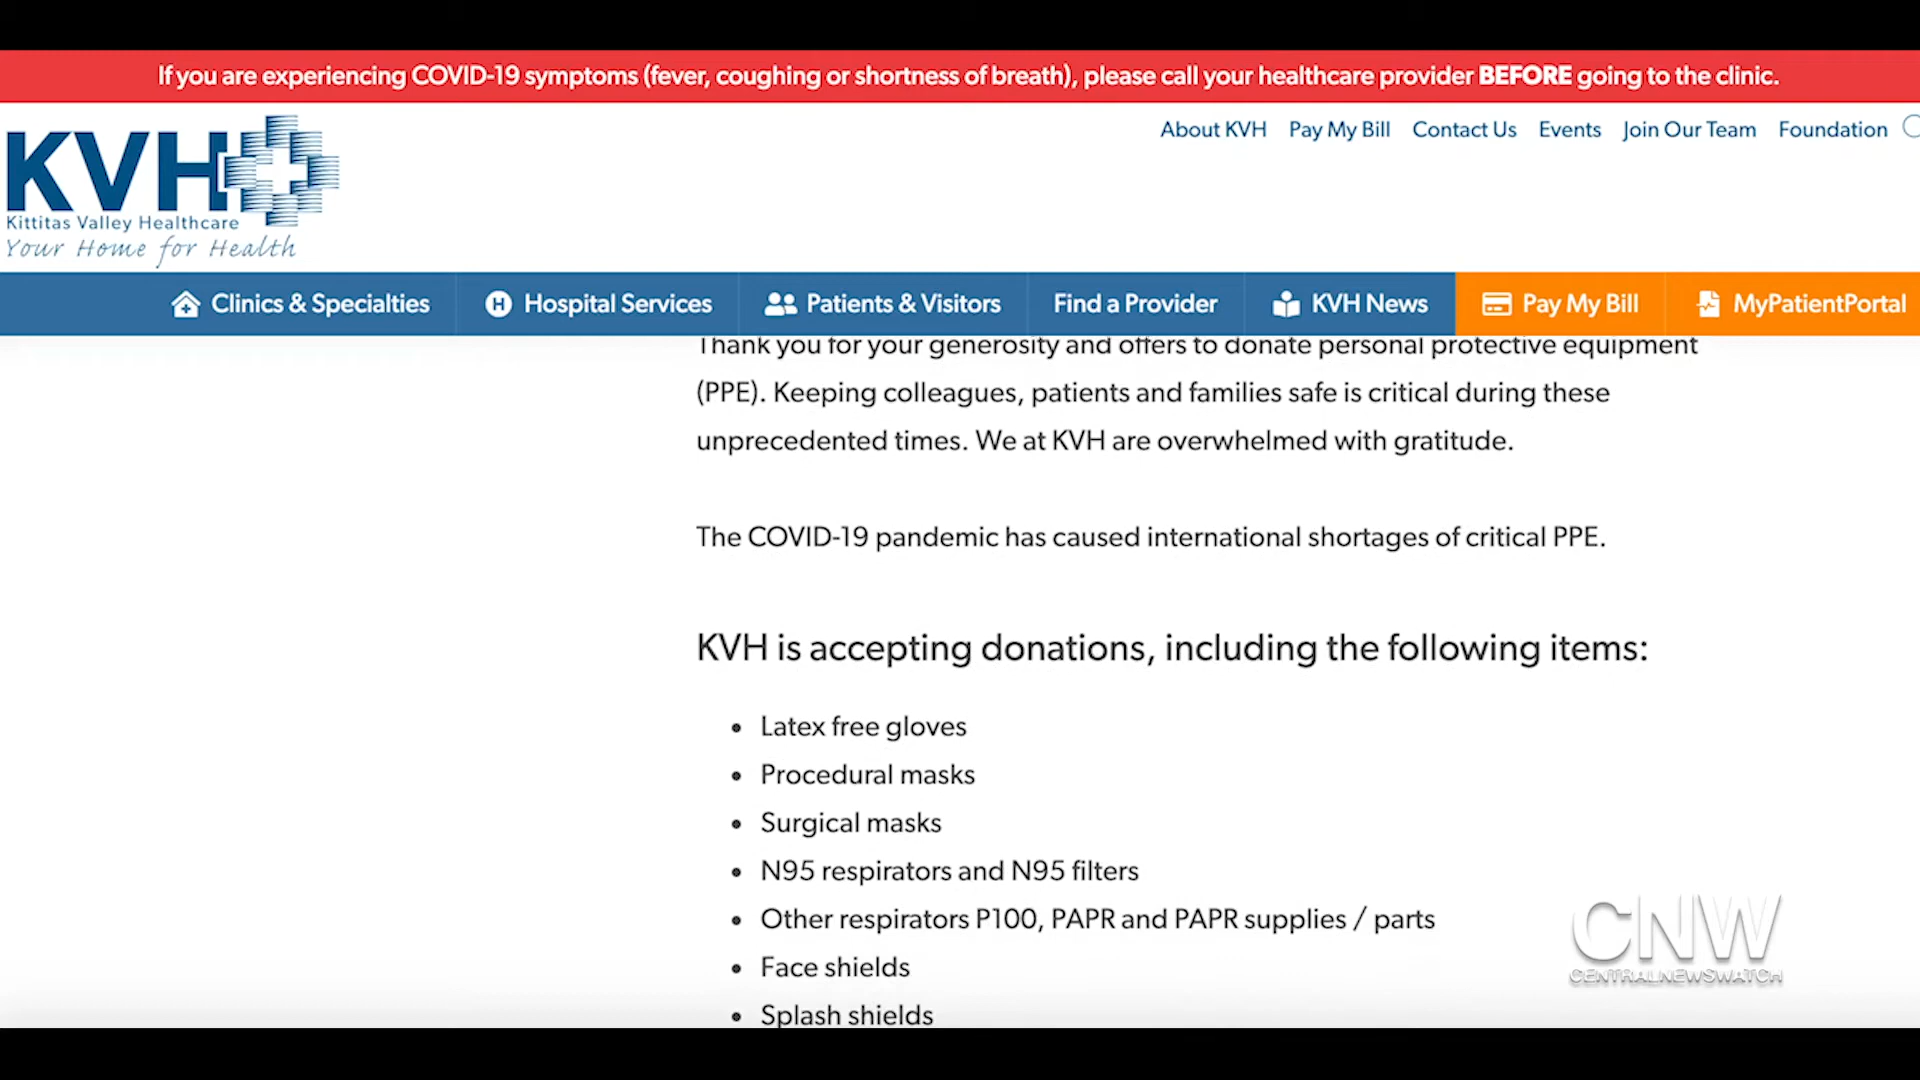 If you are experiencing COVID-19 symptoms (fever, coughing or shortness of breath), please call your healthcare provider BEFORE going to the clinic.
About KVH Pay My Bill Contact Us Events Join Our Team Foundation
KVH
Kittitas Valley Healthcare
Your Home for Health
Clinics & Specialties Hospital Services Patients & Visitors Find a Provider KVH News Pay My Bill MyPatientPortal
Thank you for your generosity and offers to donate personal protective equipment
(PPE). Keeping colleagues, patients and families safe is critical during these
unprecedented times. We at KVH are overwhelmed with gratitude.
The COVID-19 pandemic has caused international shortages of critical PPE.
KVH is accepting donations, including the following items:
• Latex free gloves
• Procedural masks
• Surgical masks
• N95 respirators and N95 filters
• Other respirators P100, PAPR and PAPR supplies / parts
• Face shields
• Splash shields
CNW
CENTRALNEWSWATCH